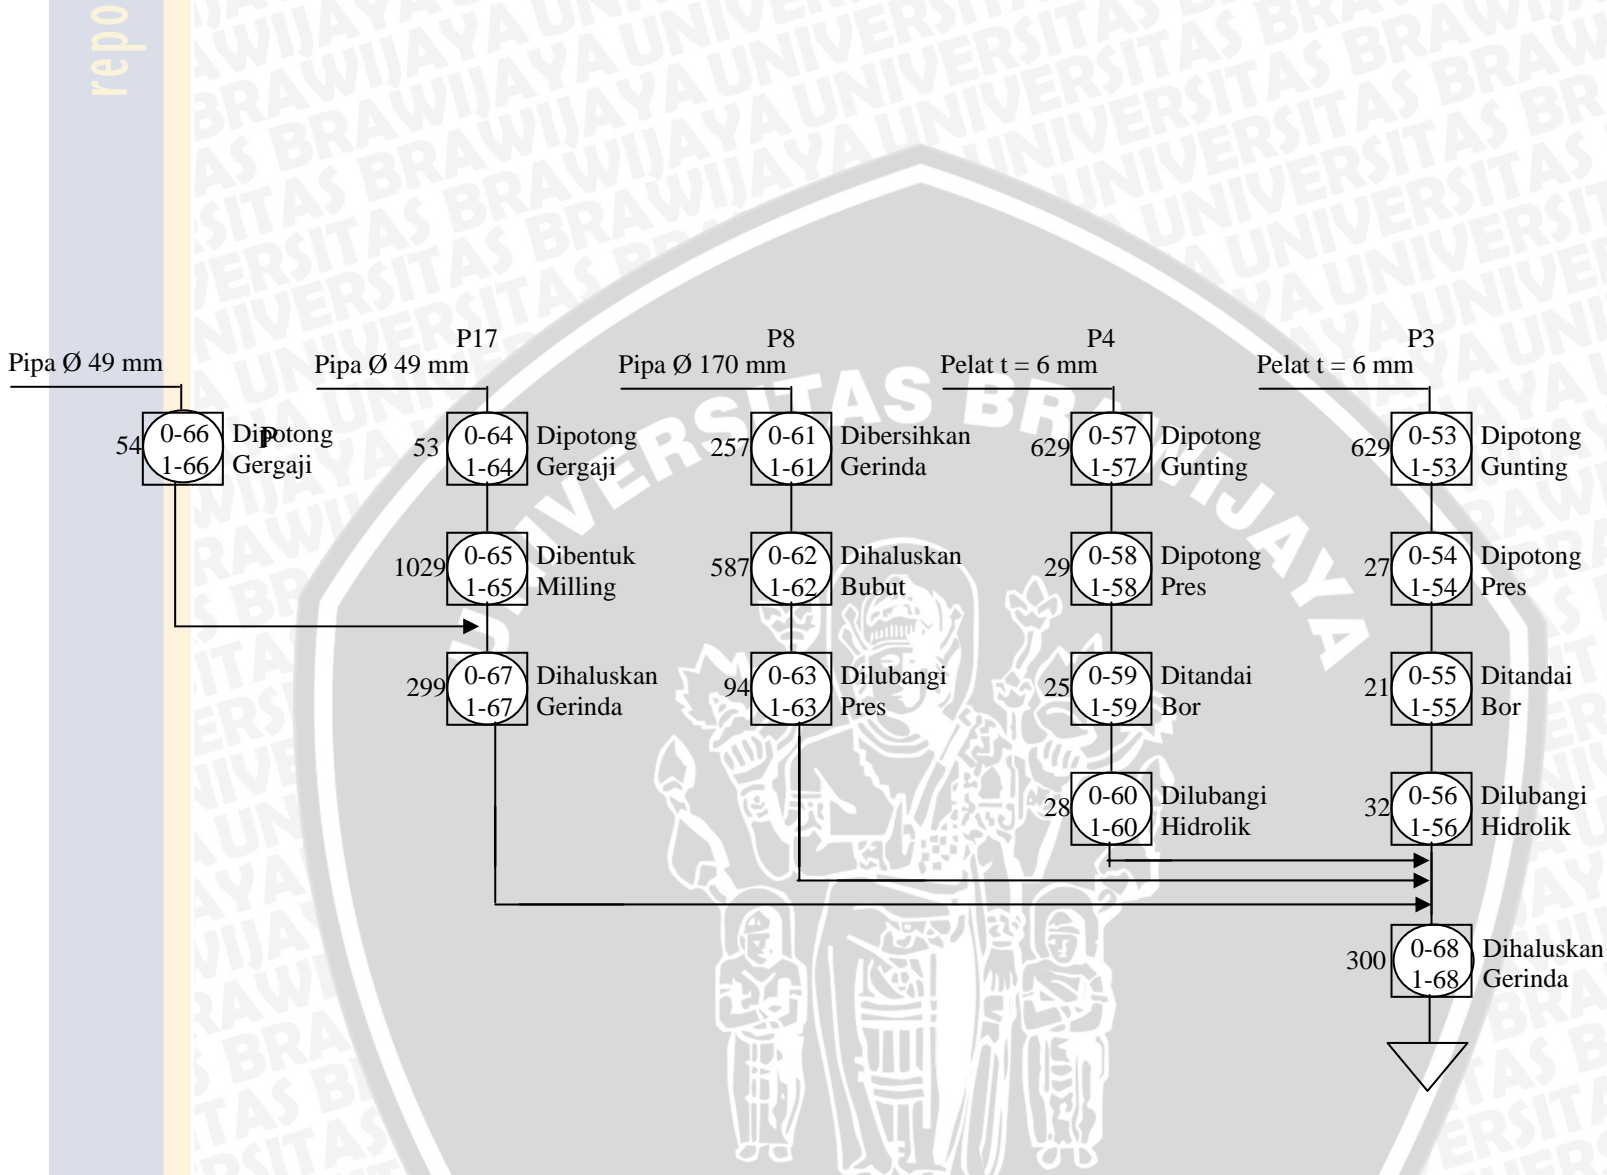 repo
P17
P8
P4
P3
Pipa Ø 49 mm
Pipa Ø 49 mm
Pipa Ø 170 mm
Pelat t = 6 mm
Pelat t = 6 mm
54
0-66
1-66
Dipotong
Gergaji
P
53
0-64
1-64
Dipotong
Gergaji
257
0-61
1-61
Dibersihkan
Gerinda
629
0-57
1-57
Dipotong
Gunting
629
0-53
1-53
Dipotong
Gunting
1029
0-65
1-65
Dibentuk
Milling
587
0-62
1-62
Dihaluskan
Bubut
29
0-58
1-58
Dipotong
Pres
27
0-54
1-54
Dipotong
Pres
299
0-67
1-67
Dihaluskan
Gerinda
94
0-63
1-63
Dilubangi
Pres
25
0-59
1-59
Ditandai
Bor
21
0-55
1-55
Ditandai
Bor
28
0-60
1-60
Dilubangi
Hidrolik
32
0-56
1-56
Dilubangi
Hidrolik
300
0-68
1-68
Dihaluskan
Gerinda
UNIVERSITAS BRAWIJAYA